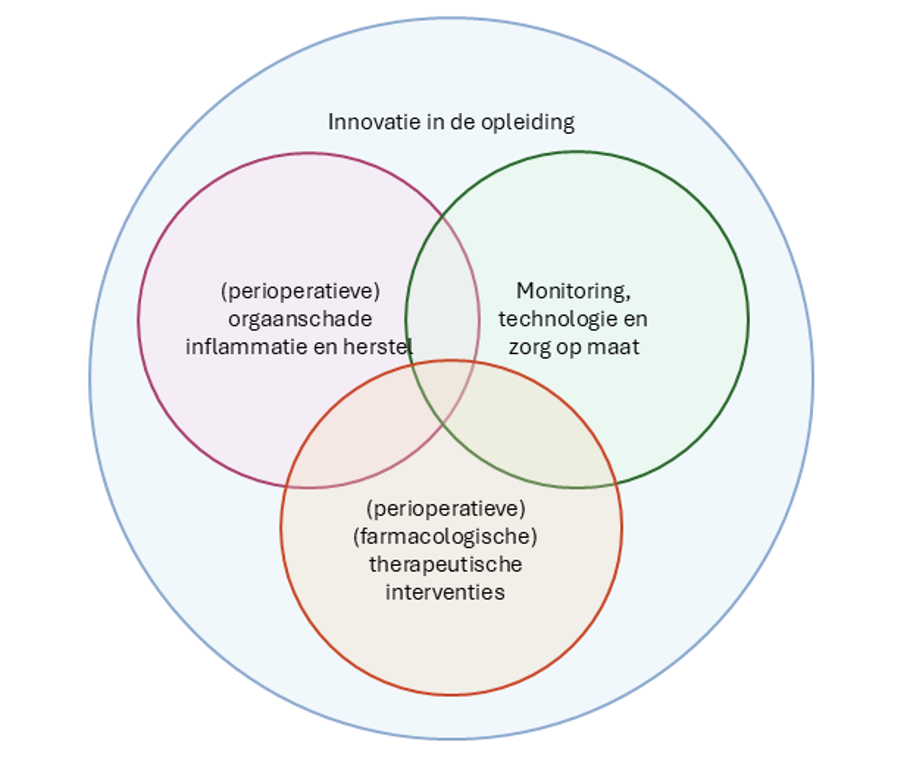 Innovatie in de opleiding
(perioperatieve)
orgaanschade
inflammatie en herstel
Monitoring,
technologie en
zorg op maat
(perioperatieve)
(farmacologische)
therapeutische
interventies